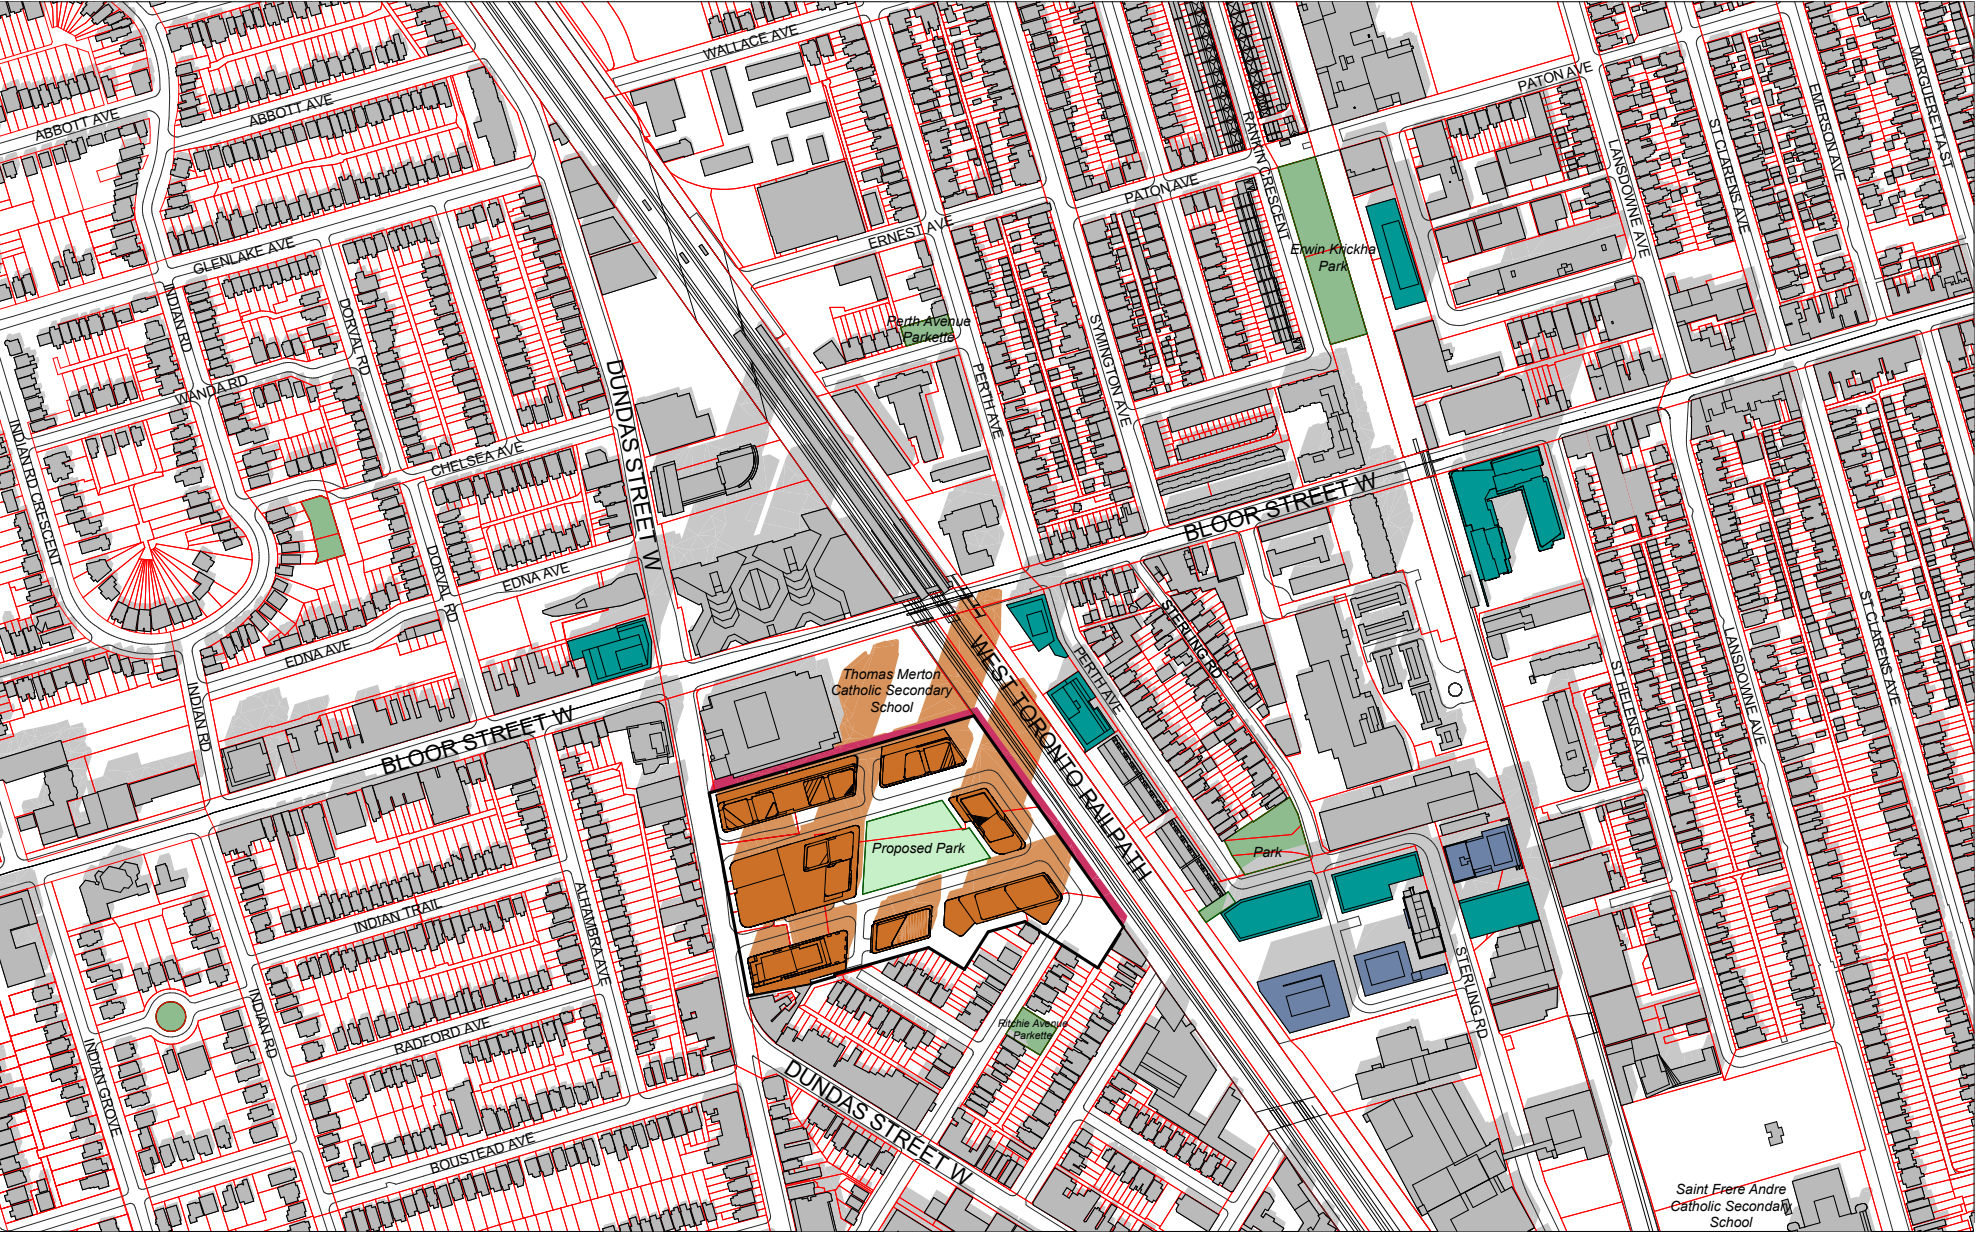 WALLACE AVE
ABBOTT AVE
ABBOTT AVE
PATON AVE
MARGUERETTA ST
EMERSON AVE
ST CLARENS AVE
LANSDOWNE AVE
RANKIN CRESCENT
PATON AVE
ERNEST AVE
GLENLAKE AVE
Erwin Krickha
Park
INDIAN RD
DORVAL RD
Perth Avenue
Parkette
SYMINGTON AVE
PERTH AVE
WANDA RD
DUNDAS STREET W
CHELSEA AVE
INDIAN RD CRESCENT
BLOOR STREET W
DORVAL RD
EDNA AVE
EDNA AVE
STERLING RD
PERTH AVE
ST CLARENS AVE
LANSDOWNE AVE
ST HELENS AVE
INDIAN RD
Thomas Merton
Catholic Secondary
School
WEST TORONTO RAILPATH
BLOOR STREET W
Proposed Park
Park
INDIAN TRAIL
ALHAMBRA AVE
STERLING RD
INDIAN RD
RADFORD AVE
Ritchie Avenue
Parkette
INDIAN GROVE
DUNDAS STREET W
BOUSTEAD AVE
Saint Frere Andre
Catholic Secondary
School